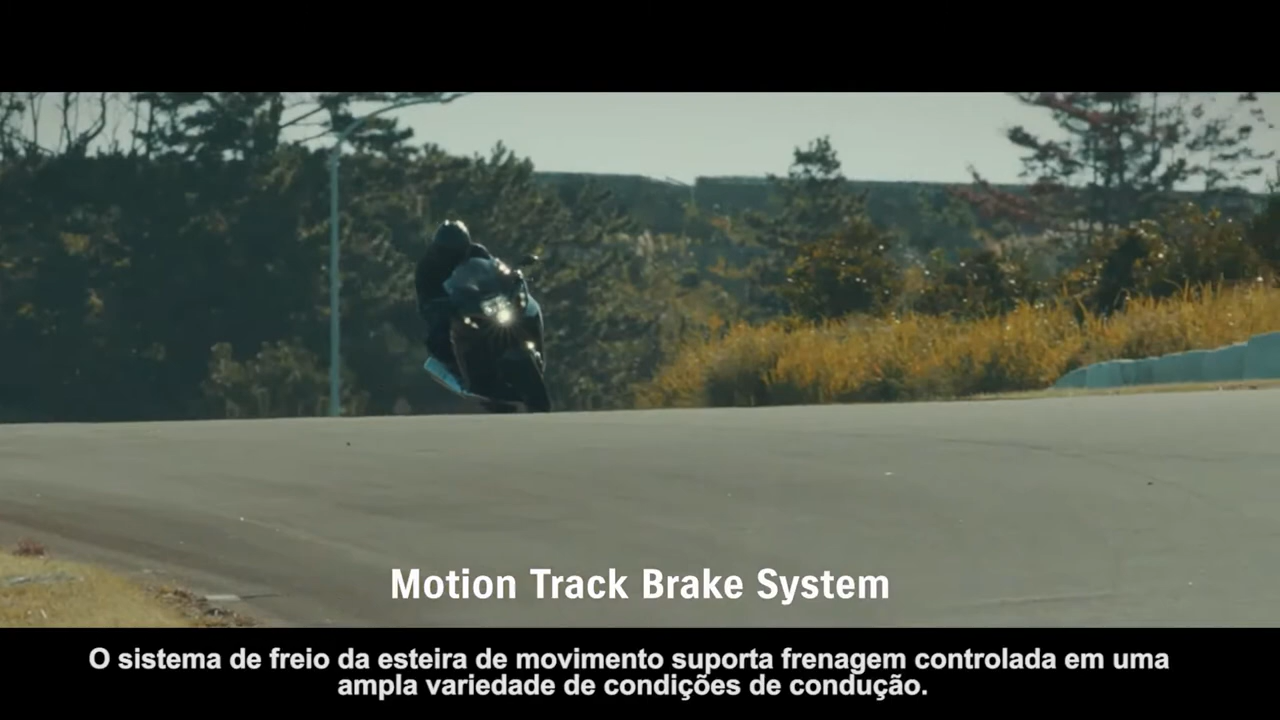 Motion Track Brake System
O sistema de freio da esteira de movimento suporta frenagem controlada em uma
ampla variedade de condições de condução.